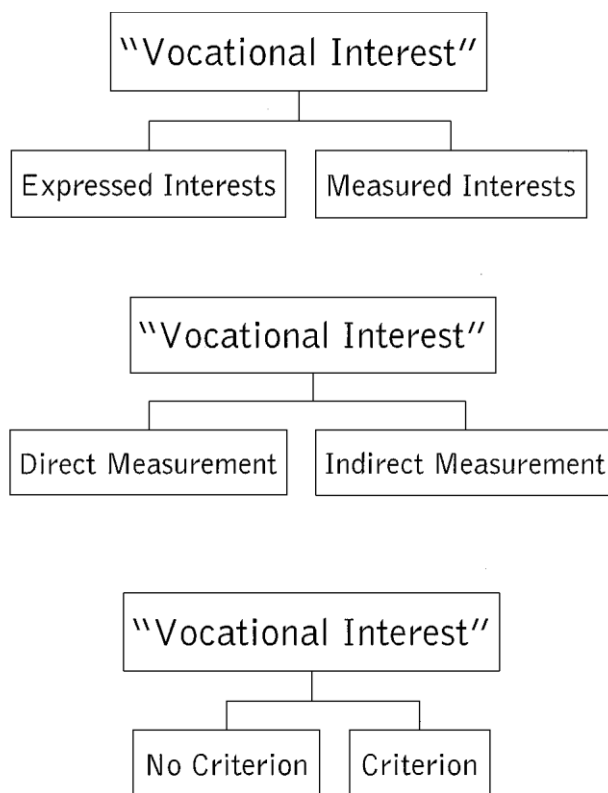 “Vocational Interest”
Expressed Interests
Measured Interests
“Vocational Interest”
Direct Measurement
Indirect Measurement
“Vocational Interest”
No Criterion
Criterion